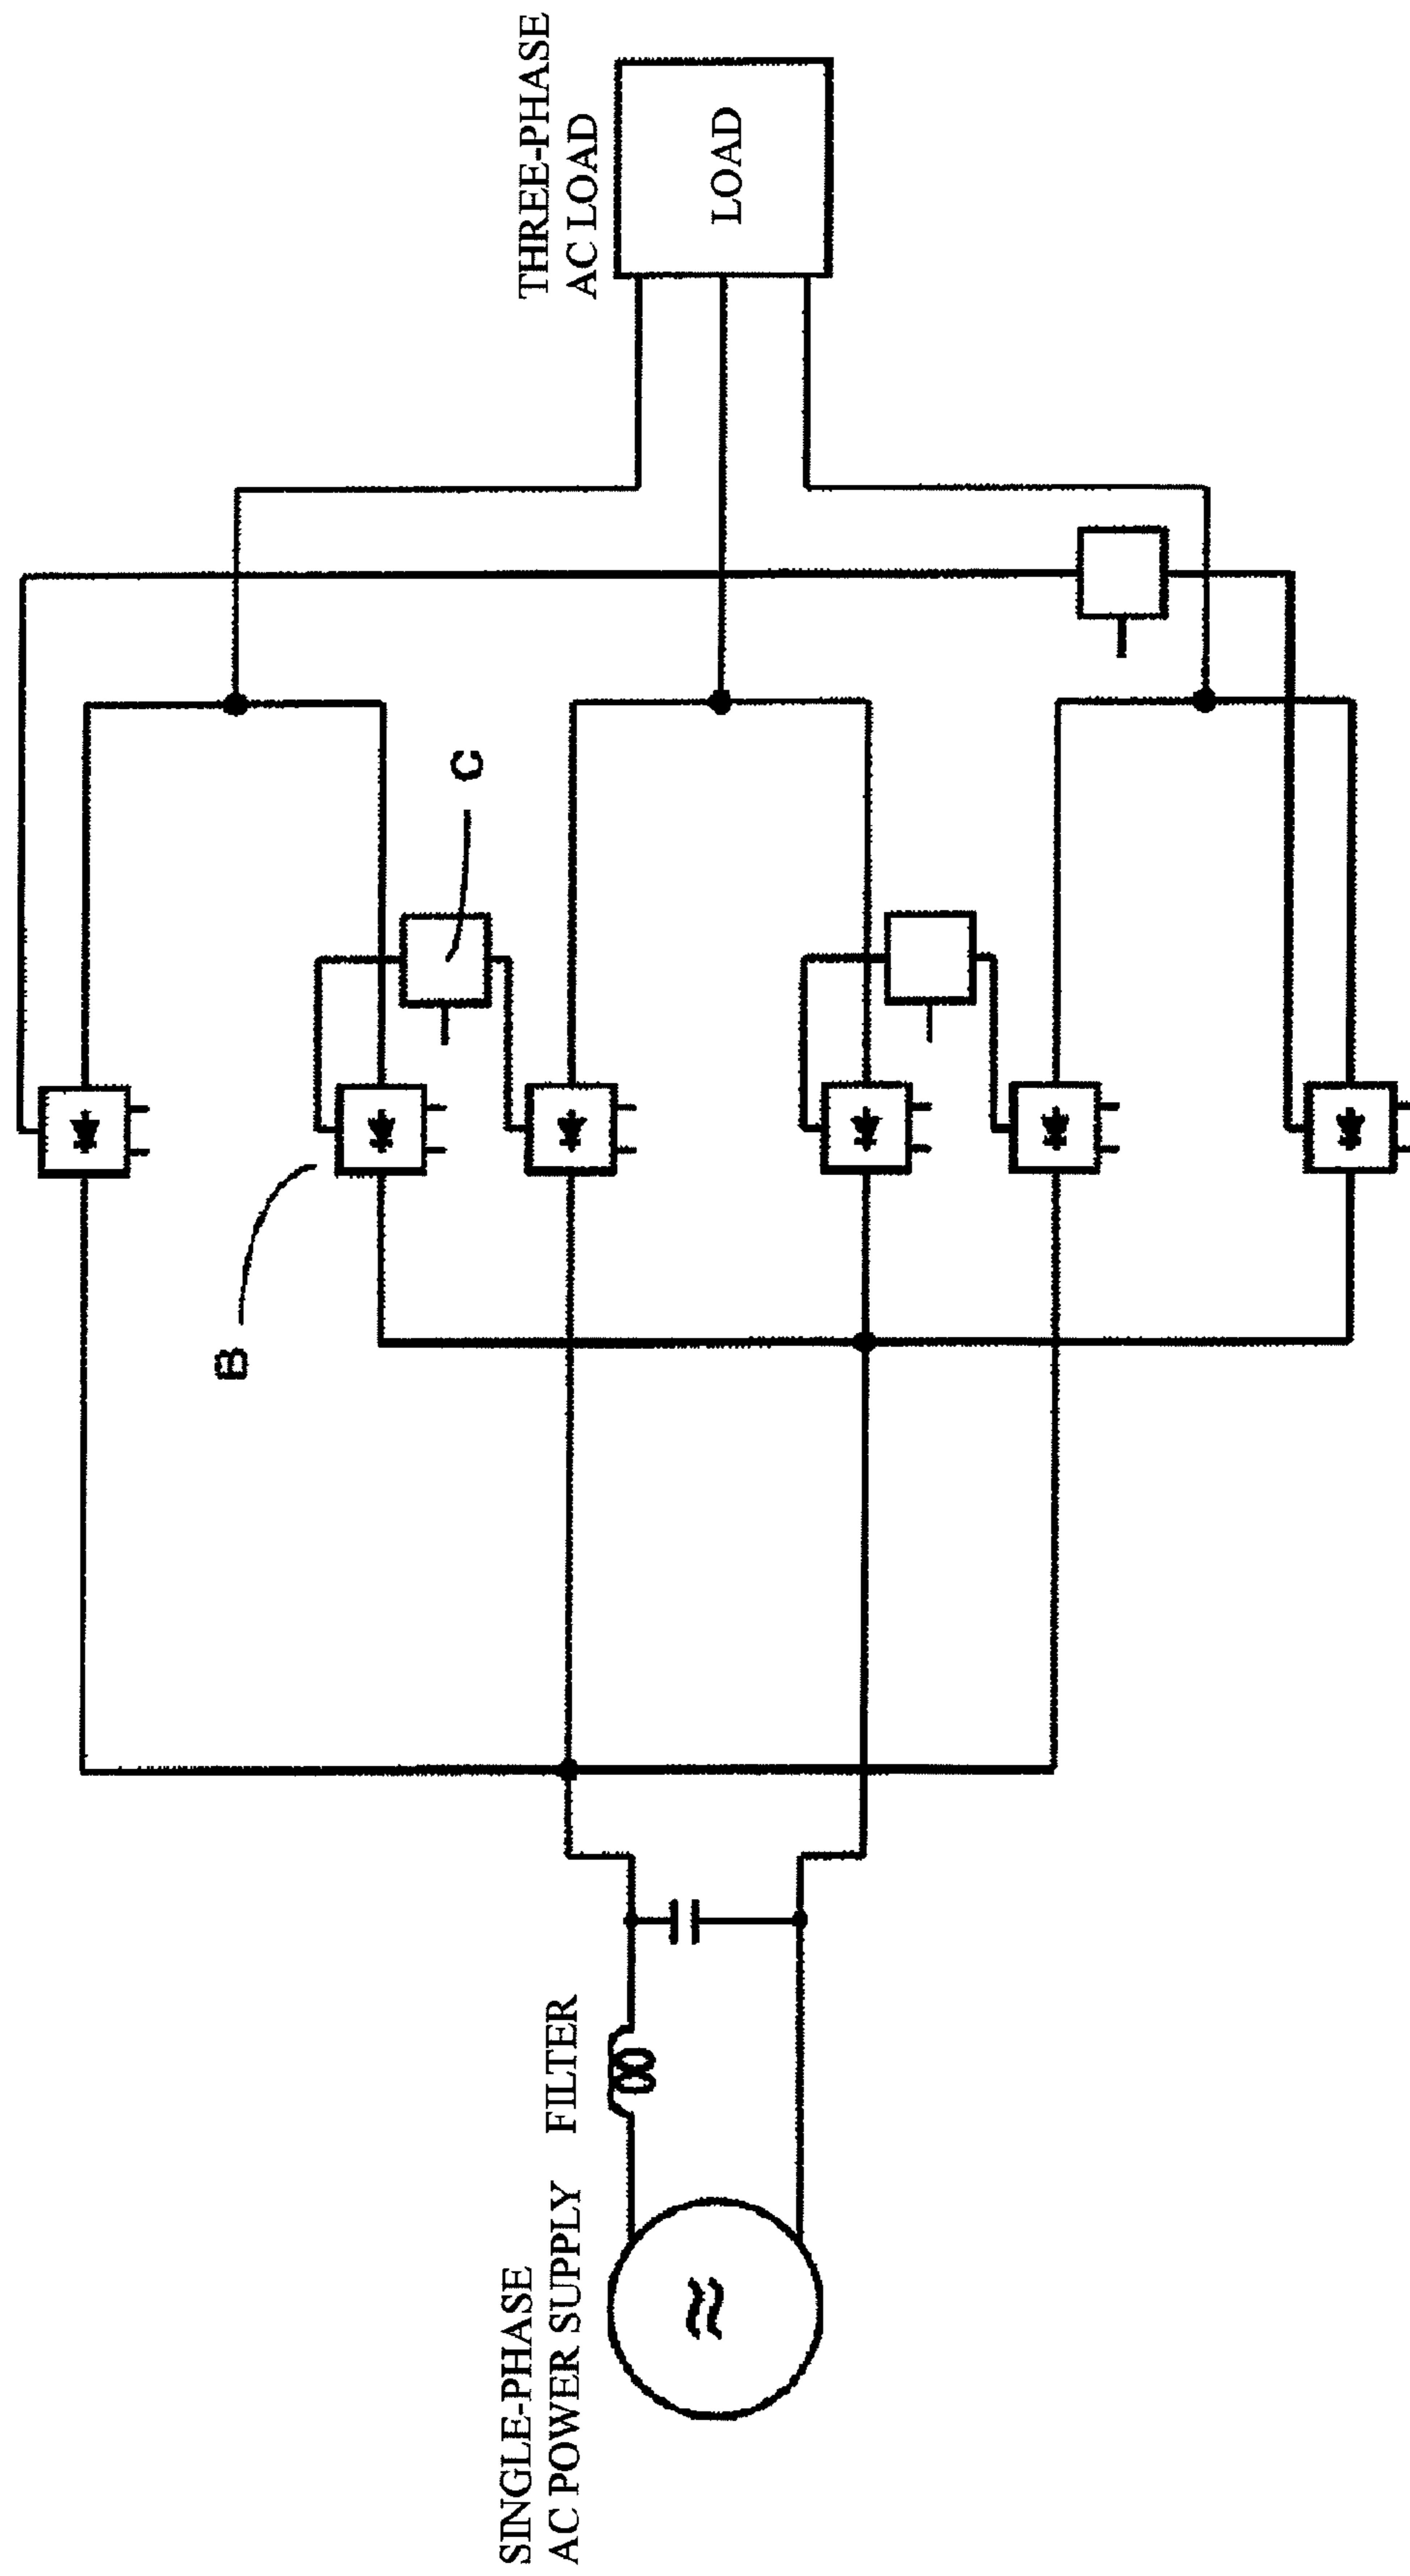 SINGLE-PHASE
AC POWER SUPPLY
FILTER
B
C
THREE-PHASE
AC LOAD
LOAD